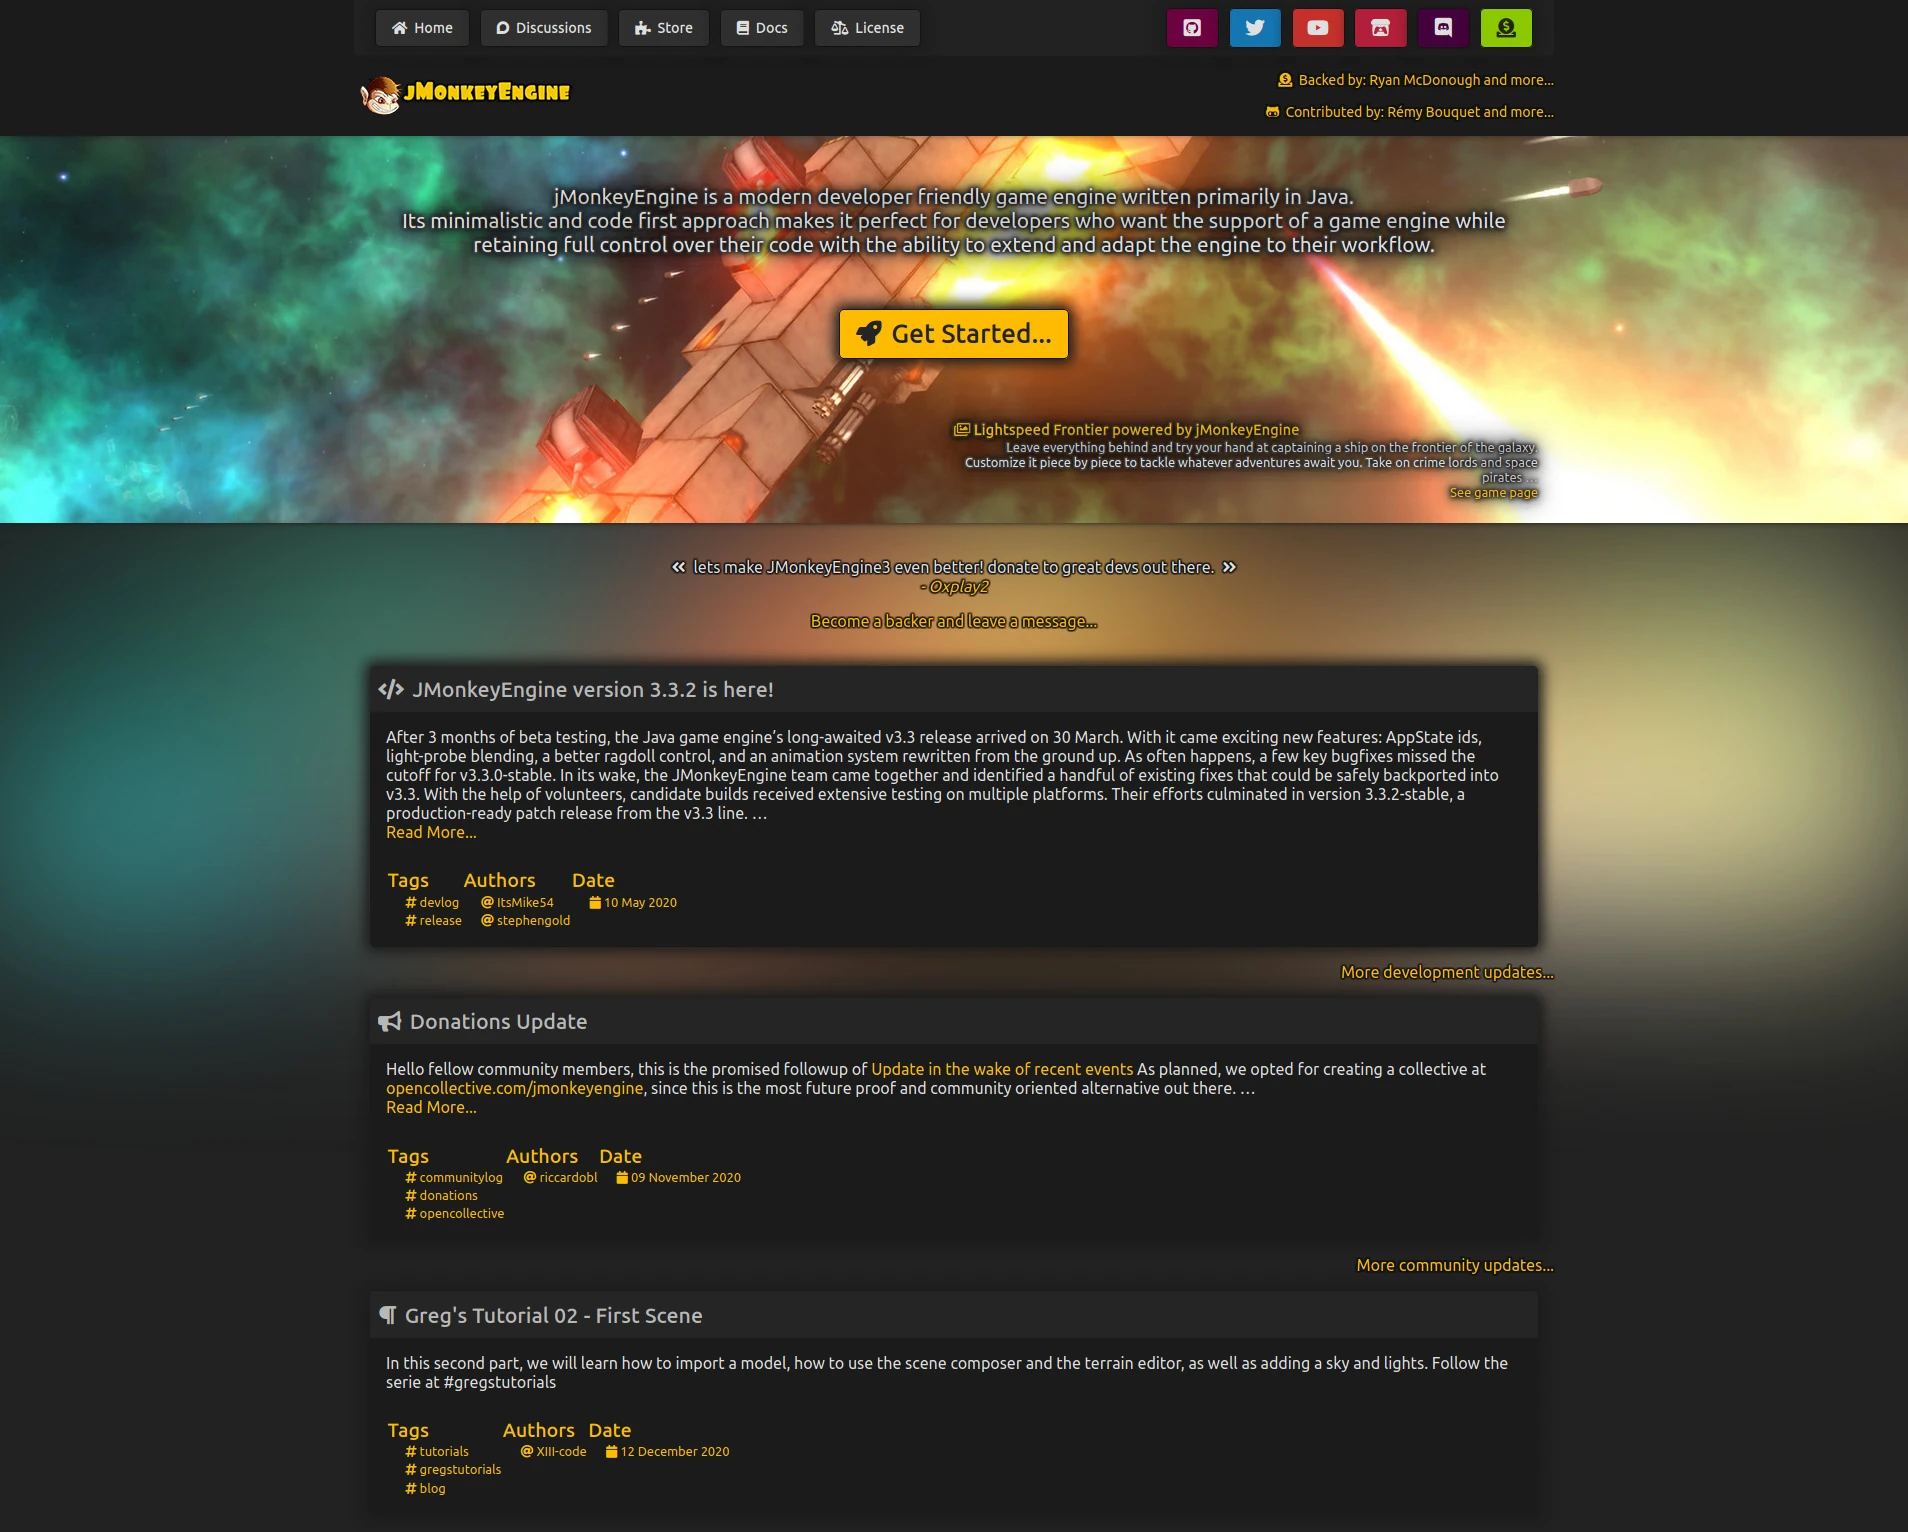 Home Discussions Store Docs License
JMONKEYENGINE
Backed by: Ryan McDonough and more...
Contributed by: Rémy Bouquet and more...
jMonkeyEngine is a modern developer friendly game engine written primarily in Java.
Its minimalistic and code first approach makes it perfect for developers who want the support of a game engine while
retaining full control over their code with the ability to extend and adapt the engine to their workflow.
Get Started...
Lightspeed Frontier powered by jMonkeyEngine
Leave everything behind and try your hand at captaining a ship on the frontier of the galaxy.
Customize it piece by piece to tackle whatever adventures await you. Take on crime lords and space
pirates …
See game page
« lets make JMonkeyEngine3 even better! donate to great devs out there. »
- Oxplay2
Become a backer and leave a message...
</> JMonkeyEngine version 3.3.2 is here!
After 3 months of beta testing, the Java game engine’s long-awaited v3.3 release arrived on 30 March. With it came exciting new features: AppState ids,
light-probe blending, a better ragdoll control, and an animation system rewritten from the ground up. As often happens, a few key bugfixes missed the
cutoff for v3.3.0-stable. In its wake, the JMonkeyEngine team came together and identified a handful of existing fixes that could be safely backported into
v3.3. With the help of volunteers, candidate builds received extensive testing on multiple platforms. Their efforts culminated in version 3.3.2-stable, a
production-ready patch release from the v3.3 line. …
Read More...
Tags Authors Date
# devlog @ ItsMike54 10 May 2020
# release @ stephengold
More development updates...
Donations Update
Hello fellow community members, this is the promised followup of Update in the wake of recent events As planned, we opted for creating a collective at
opencollective.com/jmonkeyengine, since this is the most future proof and community oriented alternative out there. …
Read More...
Tags Authors Date
# communitylog @ riccardobl 09 November 2020
# donations
# opencollective
More community updates...
¶ Greg's Tutorial 02 - First Scene
In this second part, we will learn how to import a model, how to use the scene composer and the terrain editor, as well as adding a sky and lights. Follow the
serie at #gregstutorials
Tags Authors Date
# tutorials @ XIII-code 12 December 2020
# gregstutorials
# blog